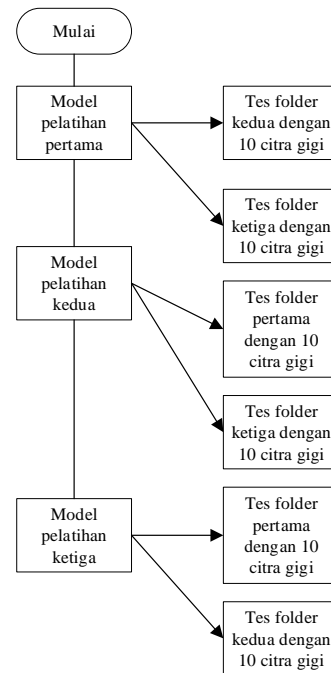 Mulai
Model
pelatihan
pertama
Tes folder
kedua dengan
10 citra gigi
Tes folder
ketiga dengan
10 citra gigi
Model
pelatihan
kedua
Tes folder
pertama
dengan 10
citra gigi
Tes folder
ketiga dengan
10 citra gigi
Model
pelatihan
ketiga
Tes folder
pertama
dengan 10
citra gigi
Tes folder
kedua dengan
10 citra gigi